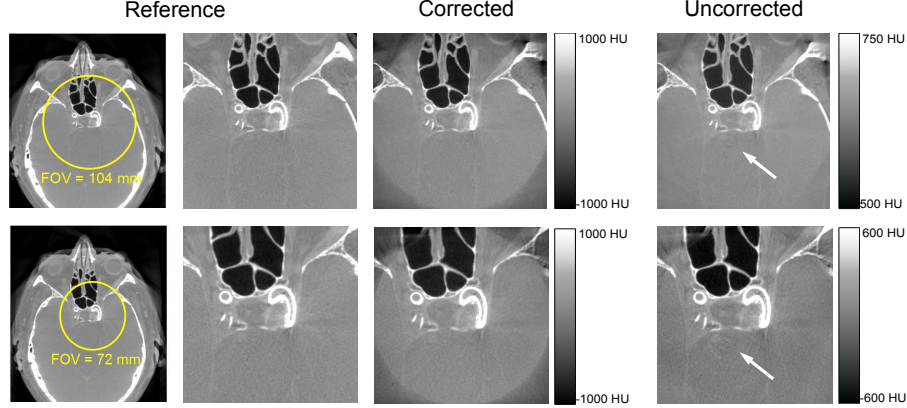 Reference Corrected Uncorrected
1000 HU 750 HU
FOV = 104 mm
-1000 HU 500 HU
1000 HU 600 HU
FOV = 72 mm
-1000 HU -600 HU